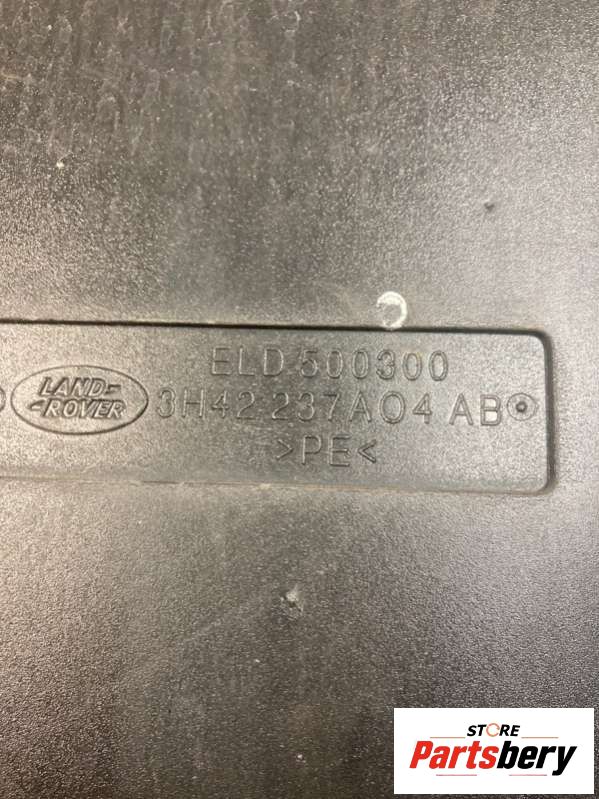 ELD 500300
LAND-
-ROVER
3H42 237A04 AB
>PE<
STORE
Partsbery